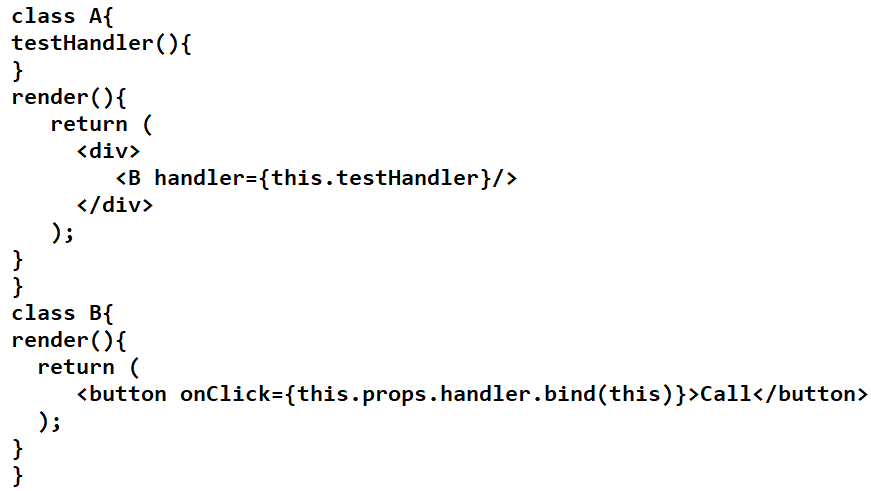 class A{
testHandler(){
}
render(){
   return (
     <div>
        <B handler={this.testHandler}/>
     </div>
   );
}
}
class B{
render(){
  return (
     <button onClick={this.props.handler.bind(this)}>Call</button>
  );
}
}